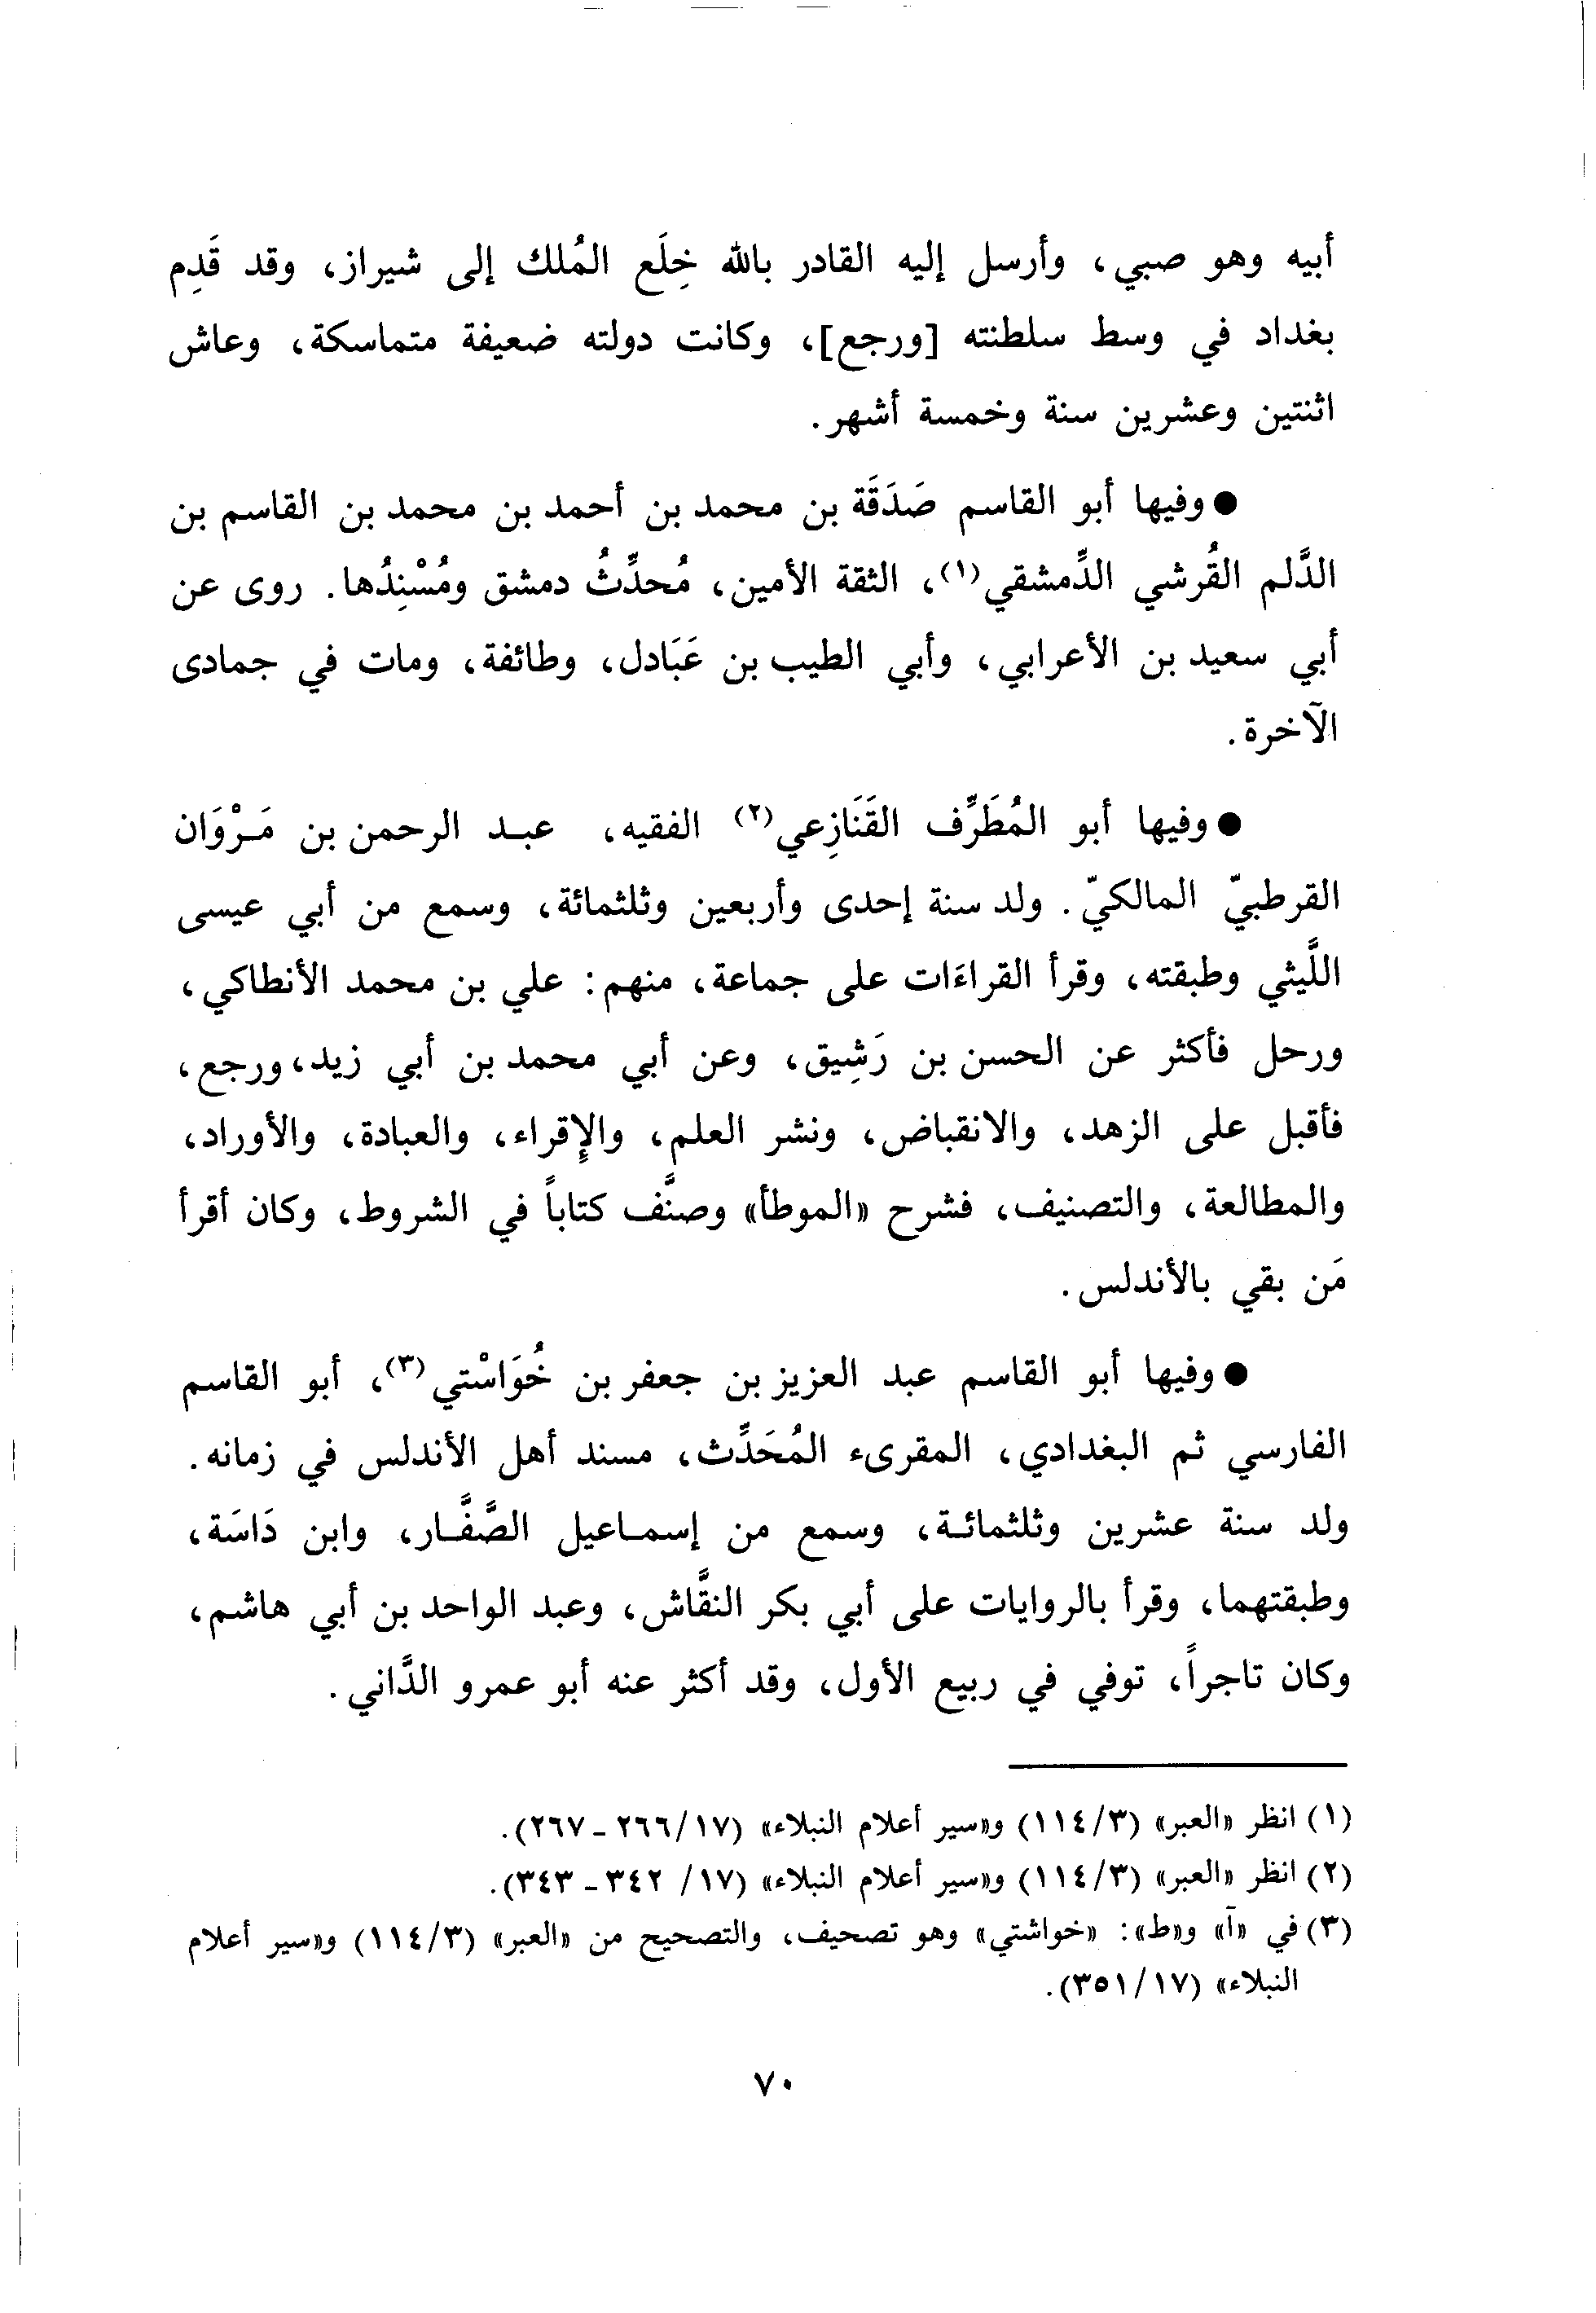 أبيه وهو صبي، وأرسل إليه القادر بالله خِلَع المُلك إلى شيراز، وقد قَدِم
بغداد في وسط سلطنته [ورجع]، وكانت دولته ضعيفة متماسكة، وعاش
اثنتين وعشرين سنة وخمسة أشهر.
● وفيها أبو القاسم صَدَقَة بن محمد بن أحمد بن محمد بن القاسم بن
الدَّلم القُرشي الدِّمشقي(١)، الثقة الأمين، مُحدِّثُ دمشق ومُسْنِدُها. روى عن
أبي سعيد بن الأعرابي، وأبي الطيب بن عَبَادل، وطائفة، ومات في جمادى
الآخرة.
● وفيها أبو المُطَرِّف القَنَازِعي(٢) الفقيه، عبد الرحمن بن مَرْوَان
القرطبيّ المالكيّ. ولد سنة إحدى وأربعين وثلثمائة، وسمع من أبي عيسى
اللَّيثي وطبقته، وقرأ القراءَات على جماعة، منهم: علي بن محمد الأنطاكي،
ورحل فأكثر عن الحسن بن رَشِيق، وعن أبي محمد بن أبي زيد، ورجع،
فأقبل على الزهد، والانقباض، ونشر العلم، والإقراء، والعبادة، والأوراد،
والمطالعة، والتصنيف، فشرح «الموطأ» وصنَّف كتاباً في الشروط، وكان أقرأ
مَن بقي بالأندلس.
● وفيها أبو القاسم عبد العزيز بن جعفر بن خُوَاسْتي(٣)، أبو القاسم
الفارسي ثم البغدادي، المقرىء المُحَدِّث، مسند أهل الأندلس في زمانه.
ولد سنة عشرين وثلثمائة، وسمع من إسماعيل الصَّفَّار، وابن دَاسَة،
وطبقتهما، وقرأ بالروايات على أبي بكر النقَّاش، وعبد الواحد بن أبي هاشم،
وكان تاجراً، توفي في ربيع الأول، وقد أكثر عنه أبو عمرو الدَّاني.
(١) انظر «العبر» (٣/ ١١٤) و«سير أعلام النبلاء» (١٧/ ٢٦٦ - ٢٦٧).
(٢) انظر «العبر» (٣/ ١١٤) و«سير أعلام النبلاء» (١٧/ ٣٤٢ - ٣٤٣).
(٣) في «آ» و«ط»: «خواشتي» وهو تصحيف، والتصحيح من «العبر» (٣/ ١١٤) و«سير أعلام
النبلاء» (١٧/ ٣٥١).
٧٠